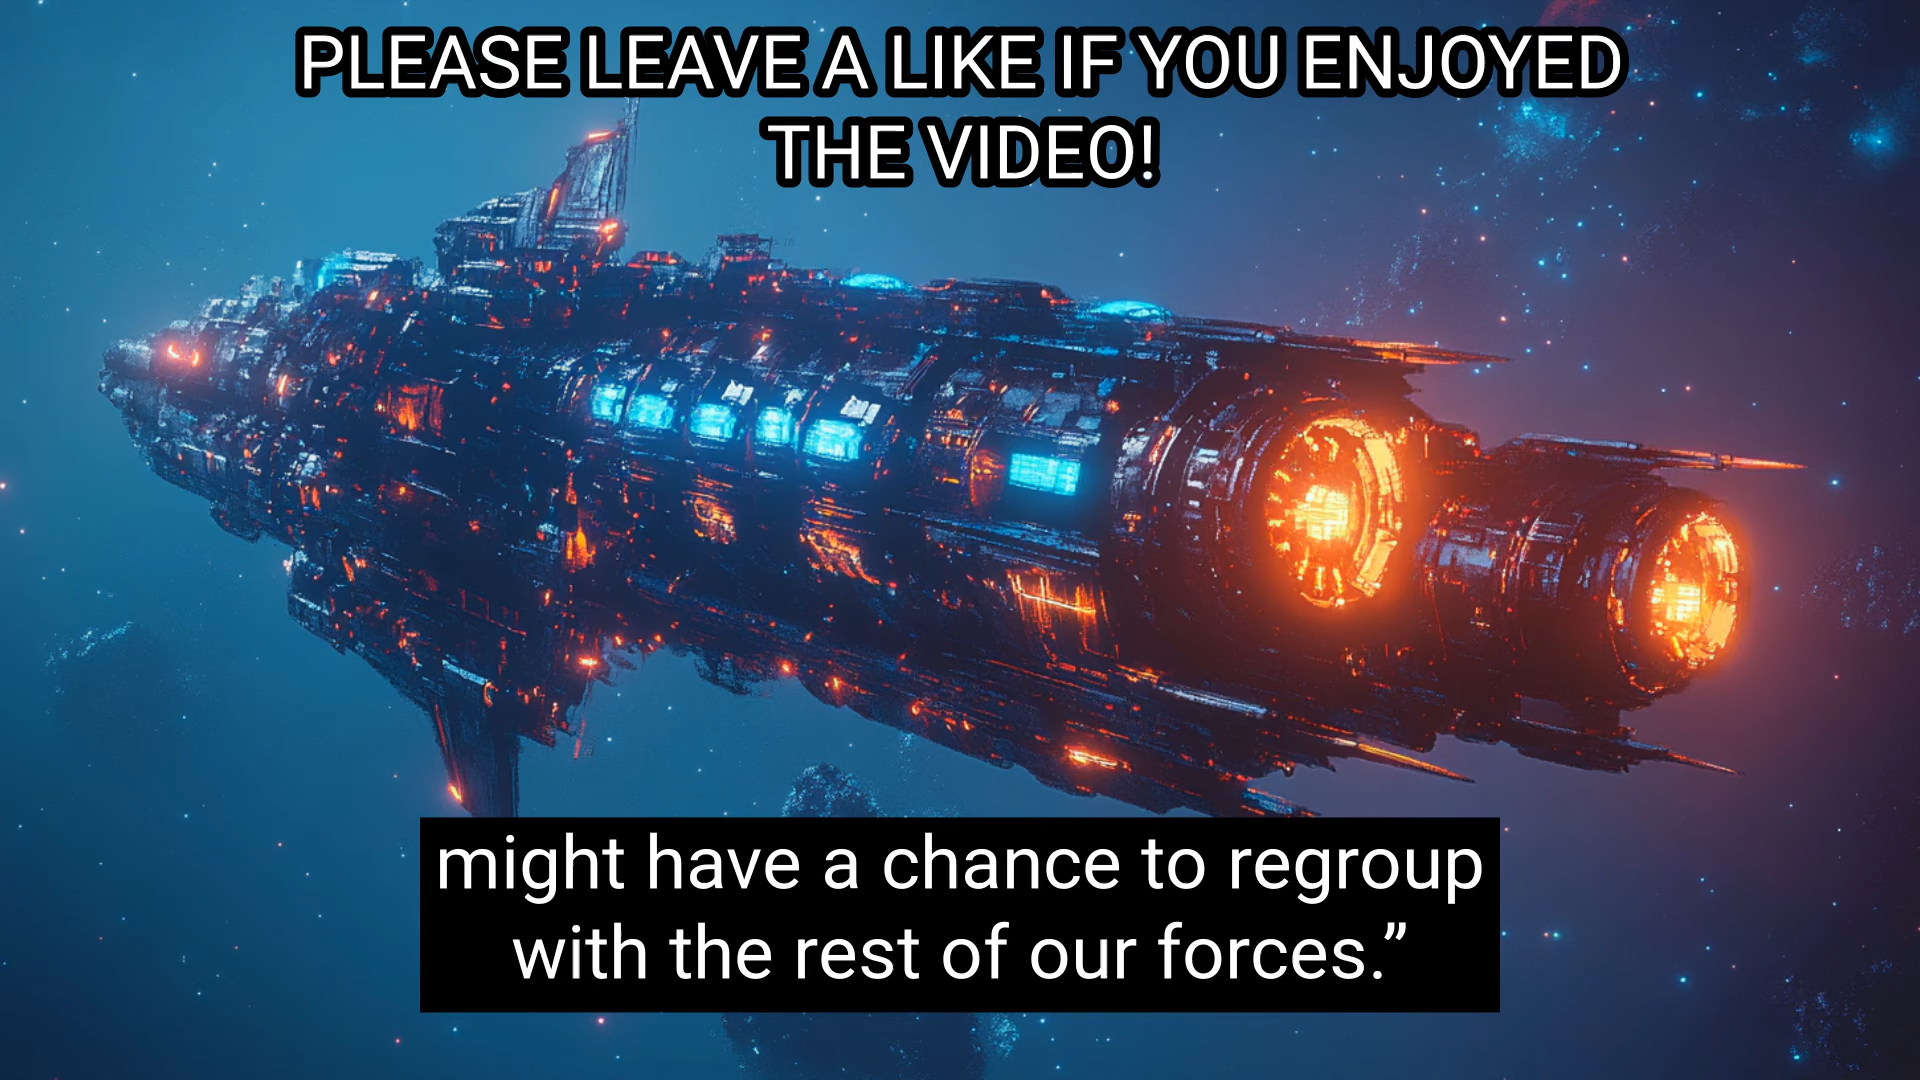 PLEASE LEAVE A LIKE IF YOU ENJOYED
THE VIDEO!
might have a chance to regroup
with the rest of our forces.”